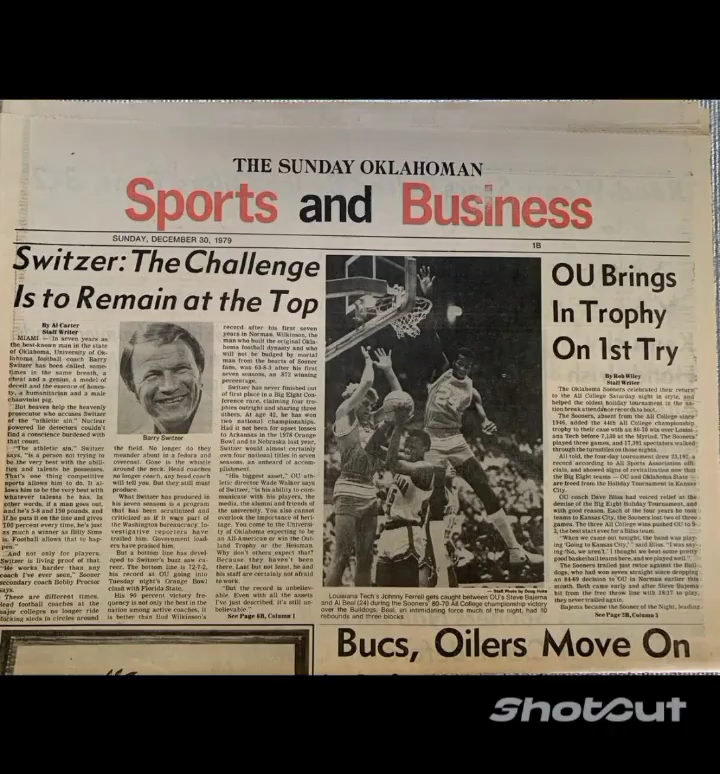 THE SUNDAY OKLAHOMAN
Sports and Business
SUNDAY, DECEMBER 30, 1979
1B
Switzer: The Challenge
Is to Remain at the Top
By Al Carter
Staff Writer
MIAMI — In seven years as
the best-known man in the state
of Oklahoma, University of Ok-
lahoma football coach Barry
Switzer has been called, some-
times in the same breath, a
cheat and a genius, a model of
deceit and the essence of hones-
ty, a humanitarian and a male
chauvinist pig.
But heaven help the heavenly
prosecutor who accuses Switzer
of the "athletic sin." Nuclear
powered lie detectors couldn't
find a conscience burdened with
that count.
"The athletic sin," Switzer
says, "is a person not trying to
be the very best with the abili-
ties and talents he possesses.
That's one thing competitive
sports allows him to do. It al-
lows him to be the very best with
whatever talents he has. In
other words, if a man goes out,
and he's 5-8 and 150 pounds, and
if he puts it on the line and gives
100 percent every time, he's just
as much a winner as Billy Sims
is. Football allows that to hap-
pen."
And not only for players.
Switzer is living proof of that.
"He works harder than any
coach I've ever seen," Sooner
secondary coach Bobby Proctor
says.
These are different times.
Head football coaches at the
major colleges no longer ride
blocking sleds in circles around
Barry Switzer
the field. No longer do they
meander about in a fedora and
overcoat. Gone is the whistle
around the neck. Head coaches
no longer coach, any head coach
will tell you. But they still must
produce.
What Switzer has produced in
his seven seasons is a program
that has been scrutinized and
criticized as if it were part of
the Washington bureaucracy. In-
vestigative reporters have
trailed him. Government lead-
ers have praised him.
But a bottom line has devel-
oped to Switzer's buzz saw ca-
reer. The bottom line is 72-7-2,
his record at OU going into
Tuesday night's Orange Bowl
clash with Florida State.
His 90 percent victory fre-
quency is not only the best in the
nation among active coaches, it
is better than Bud Wilkinson's
record after his first seven
years in Norman. Wilkinson, the
man who built the original Okla-
homa football dynasty and who
will not be budged by mortal
man from the hearts of Sooner
fans, was 63-8-3 after his first
seven seasons, an .872 winning
percentage.
Switzer has never finished out
of first place in a Big Eight Con-
ference race, claiming four tro-
phies outright and sharing three
others. At age 42, he has won
two national championships.
Had it not been for upset losses
to Arkansas in the 1978 Orange
Bowl and to Nebraska last year,
Switzer would almost certainly
own four national titles in seven
seasons, an unheard of accom-
plishment.
"His biggest asset," OU ath-
letic director Wade Walker says
of Switzer, "is his ability to com-
municate with his players, the
media, the alumni and friends of
the university. You also cannot
overlook the importance of heri-
tage. You come to the Universi-
ty of Oklahoma expecting to be
an All-American or win the Out-
land Trophy or the Heisman.
Why don't others expect that?
Because they haven't been
there. Last but not least, he and
his staff are certainly not afraid
to work.
"But the record is unbeliev-
able. Even with all the assets
I've just described, it's still un-
believable."
See Page 6B, Column 1
— Staff Photo by Doug Hoke
Louisiana Tech's Johnny Ferrell gets caught between OU's Steve Bajema
and Al Beal (24) during the Sooners' 80-70 All College championship victory
over the Bulldogs. Beal, an intimidating force much of the night, had 10
rebounds and three blocks
OU Brings
In Trophy
On 1st Try
By Bob Wiley
Staff Writer
The Oklahoma Sooners celebrated their return
to the All College Saturday night in style, and
helped the oldest holiday tournament in the na-
tion break attendance records to boot.
The Sooners, absent from the All College since
1946, added the 44th All College championship
trophy to their case with an 80-70 win over Louisi-
ana Tech before 7,130 at the Myriad. The Sooners
played three games, and 17,391 spectators walked
through the turnstiles on those nights.
All told, the four-day tournament drew 23,191, a
record according to All Sports Association offi-
cials, and showed signs of revitalization now that
the Big Eight teams — OU and Oklahoma State —
are freed from the Holiday Tournament in Kansas
City.
OU coach Dave Bliss had voiced relief at the
demise of the Big Eight Holiday Tournament, and
with good reason. Each of the four years he took
teams to Kansas City, the Sooners lost two of three
games. The three All College wins pushed OU to 9-
3, the best start ever for a Bliss team.
"When we came out tonight, the band was play-
ing 'Going to Kansas City,'" said Bliss. "I was say-
ing 'No, we aren't.' I thought we beat some pretty
good basketball teams here, and we played well."
The Sooners trailed just twice against the Bull-
dogs, who had won seven straight since dropping
an 84-69 decision to OU in Norman earlier this
month. Both came early and after Steve Bajema
hit from the free throw line with 18:17 to play,
they never trailed again.
Bajema became the Sooner of the Night, leading
See Page 5B, Column 3
Bucs, Oilers Move On
Shotcut